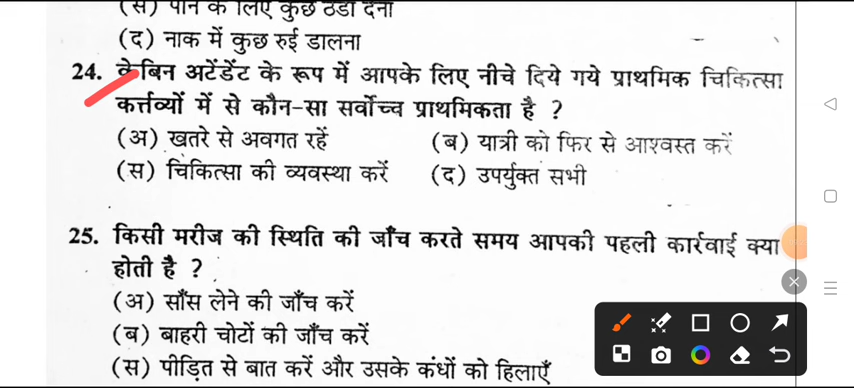 (स) पीने के लिए कुछ ठंडा देना
(द) नाक में कुछ रुई डालना
24. केबिन अटेंडेंट के रूप में आपके लिए नीचे दिये गये प्राथमिक चिकित्सा
कर्त्तव्यों में से कौन-सा सर्वोच्च प्राथमिकता है ?
(अ) खतरे से अवगत रहें (ब) यात्री को फिर से आश्वस्त करें
(स) चिकित्सा की व्यवस्था करें (द) उपर्युक्त सभी
25. किसी मरीज की स्थिति की जाँच करते समय आपकी पहली कार्रवाई क्या
होती है ?
(अ) साँस लेने की जाँच करें
(ब) बाहरी चोटों की जाँच करें
(स) पीड़ित से बात करें और उसके कंधों को हिलाएँ